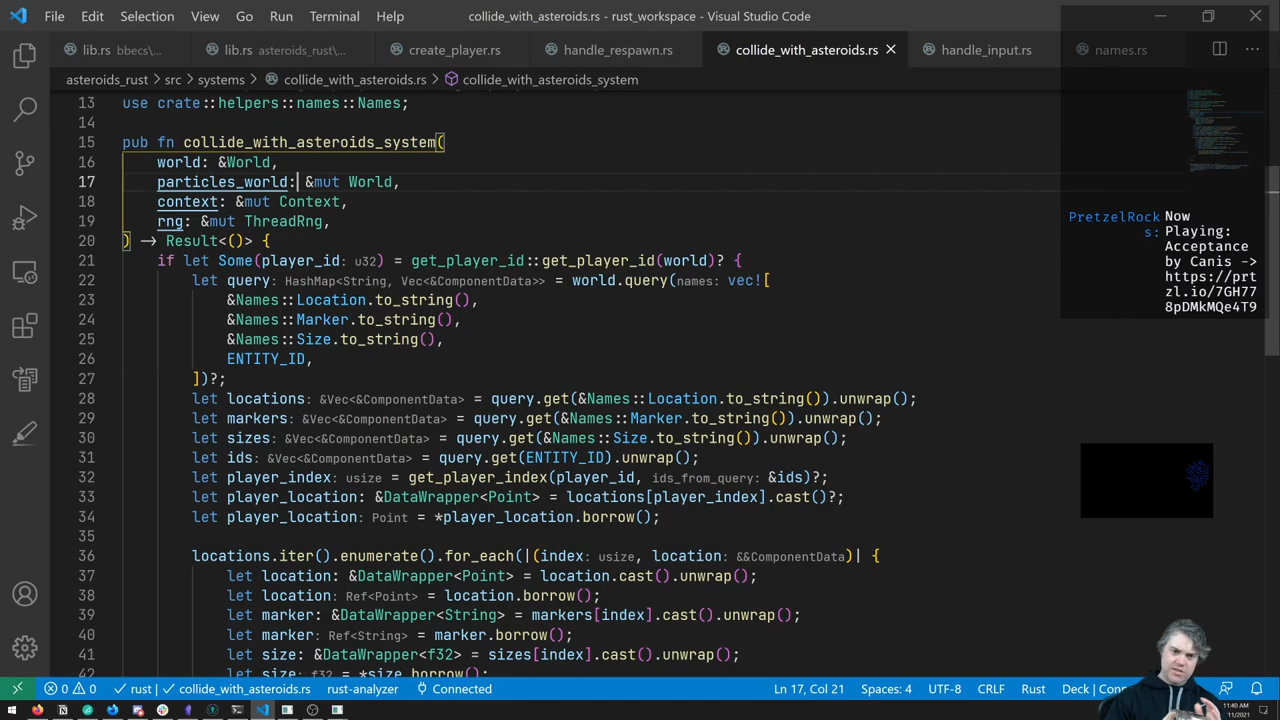 File Edit Selection View Go Run Terminal Help collide_with_asteroids.rs - rust_workspace - Visual Studio Code
lib.rs bbecs\... lib.rs asteroids_rust\... create_player.rs handle_respawn.rs collide_with_asteroids.rs handle_input.rs names.rs
asteroids_rust > src > systems > collide_with_asteroids.rs > collide_with_asteroids_system
13 use crate::helpers::names::Names;
14
15 pub fn collide_with_asteroids_system(
16 world: &World,
17 particles_world: &mut World,
18 context: &mut Context,
19 rng: &mut ThreadRng,
20 ) -> Result<()> {
21 if let Some(player_id: u32) = get_player_id::get_player_id(world)? {
22 let query: HashMap<String, Vec<&ComponentData>> = world.query(names: vec![
23 &Names::Location.to_string(),
24 &Names::Marker.to_string(),
25 &Names::Size.to_string(),
26 ENTITY_ID,
27 ])?;
28 let locations: &Vec<&ComponentData> = query.get(&Names::Location.to_string()).unwrap();
29 let markers: &Vec<&ComponentData> = query.get(&Names::Marker.to_string()).unwrap();
30 let sizes: &Vec<&ComponentData> = query.get(&Names::Size.to_string()).unwrap();
31 let ids: &Vec<&ComponentData> = query.get(ENTITY_ID).unwrap();
32 let player_index: usize = get_player_index(player_id, ids_from_query: &ids)?;
33 let player_location: &DataWrapper<Point> = locations[player_index].cast()?;
34 let player_location: Point = *player_location.borrow();
35
36 locations.iter().enumerate().for_each(|(index: usize, location: &&ComponentData)| {
37 let location: &DataWrapper<Point> = location.cast().unwrap();
38 let location: Ref<Point> = location.borrow();
39 let marker: &DataWrapper<String> = markers[index].cast().unwrap();
40 let marker: Ref<String> = marker.borrow();
41 let size: &DataWrapper<f32> = sizes[index].cast().unwrap();
42 let size: f32 = *size.borrow();
PretzelRock Now
s: Playing:
Acceptance
by Canis ->
https://prt
zl.io/7GH77
8pDMkMQe4T9
0 0 rust collide_with_asteroids.rs rust-analyzer Connected Ln 17, Col 21 Spaces: 4 UTF-8 CRLF Rust Deck | Conn
11:40 AM
11/2021